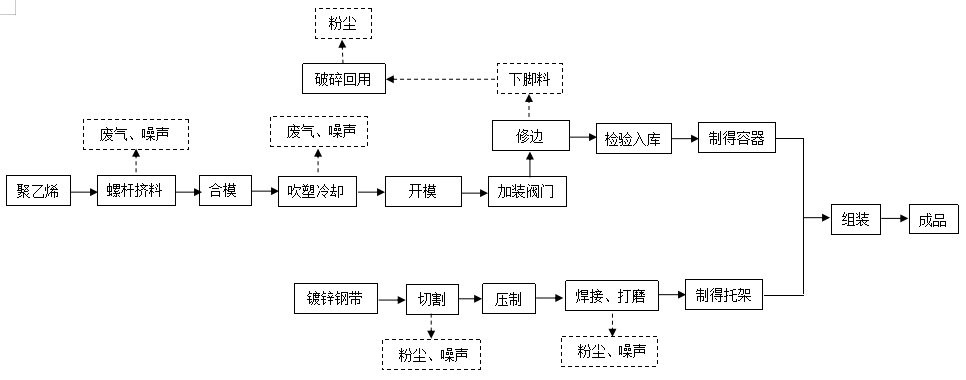 粉尘
破碎回用
下脚料
废气、噪声
废气、噪声
修边
检验入库
制得容器
聚乙烯
螺杆挤料
合模
吹塑冷却
开模
加装阀门
组装
成品
镀锌钢带
切割
压制
焊接、打磨
制得托架
粉尘、噪声
粉尘、噪声